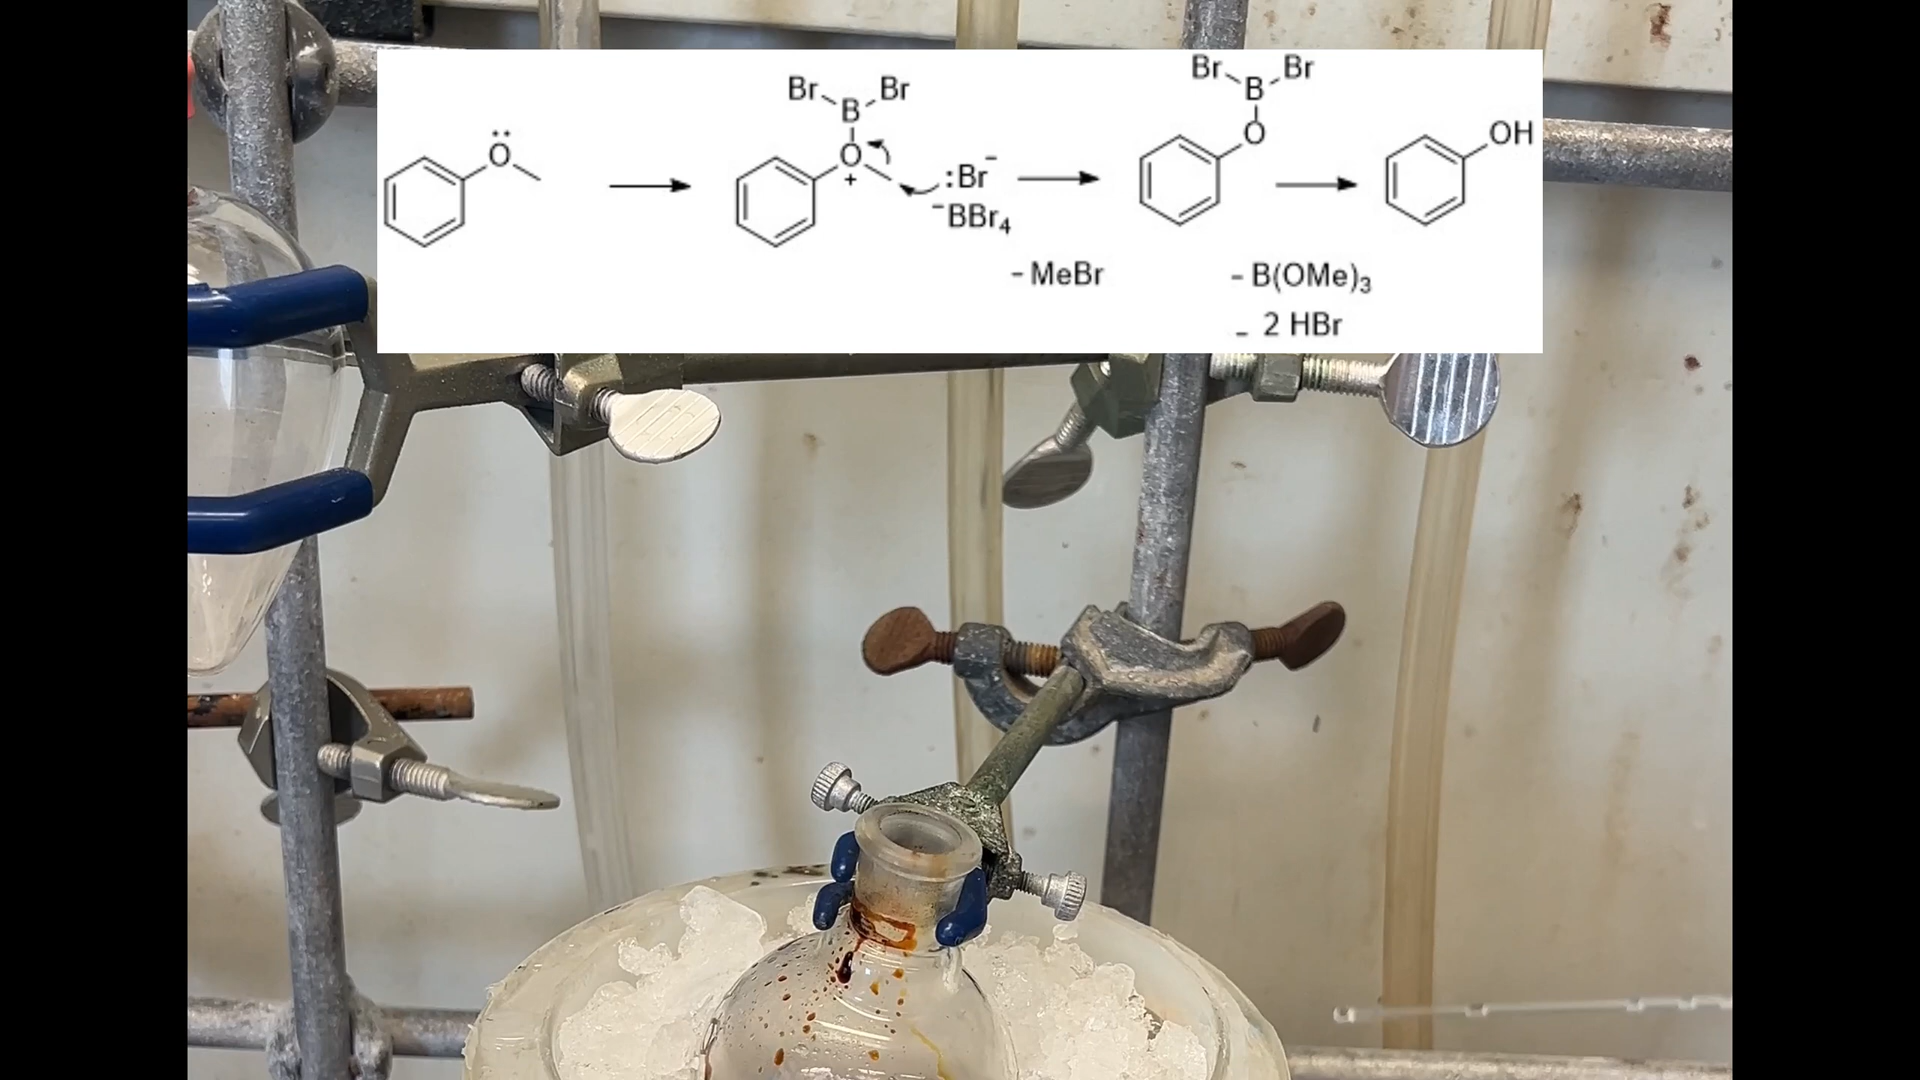 Br Br
B
O
+
:Br⁻
⁻BBr₄
- MeBr
Br Br
B
O
- B(OMe)₃
- 2 HBr
OH
Ö